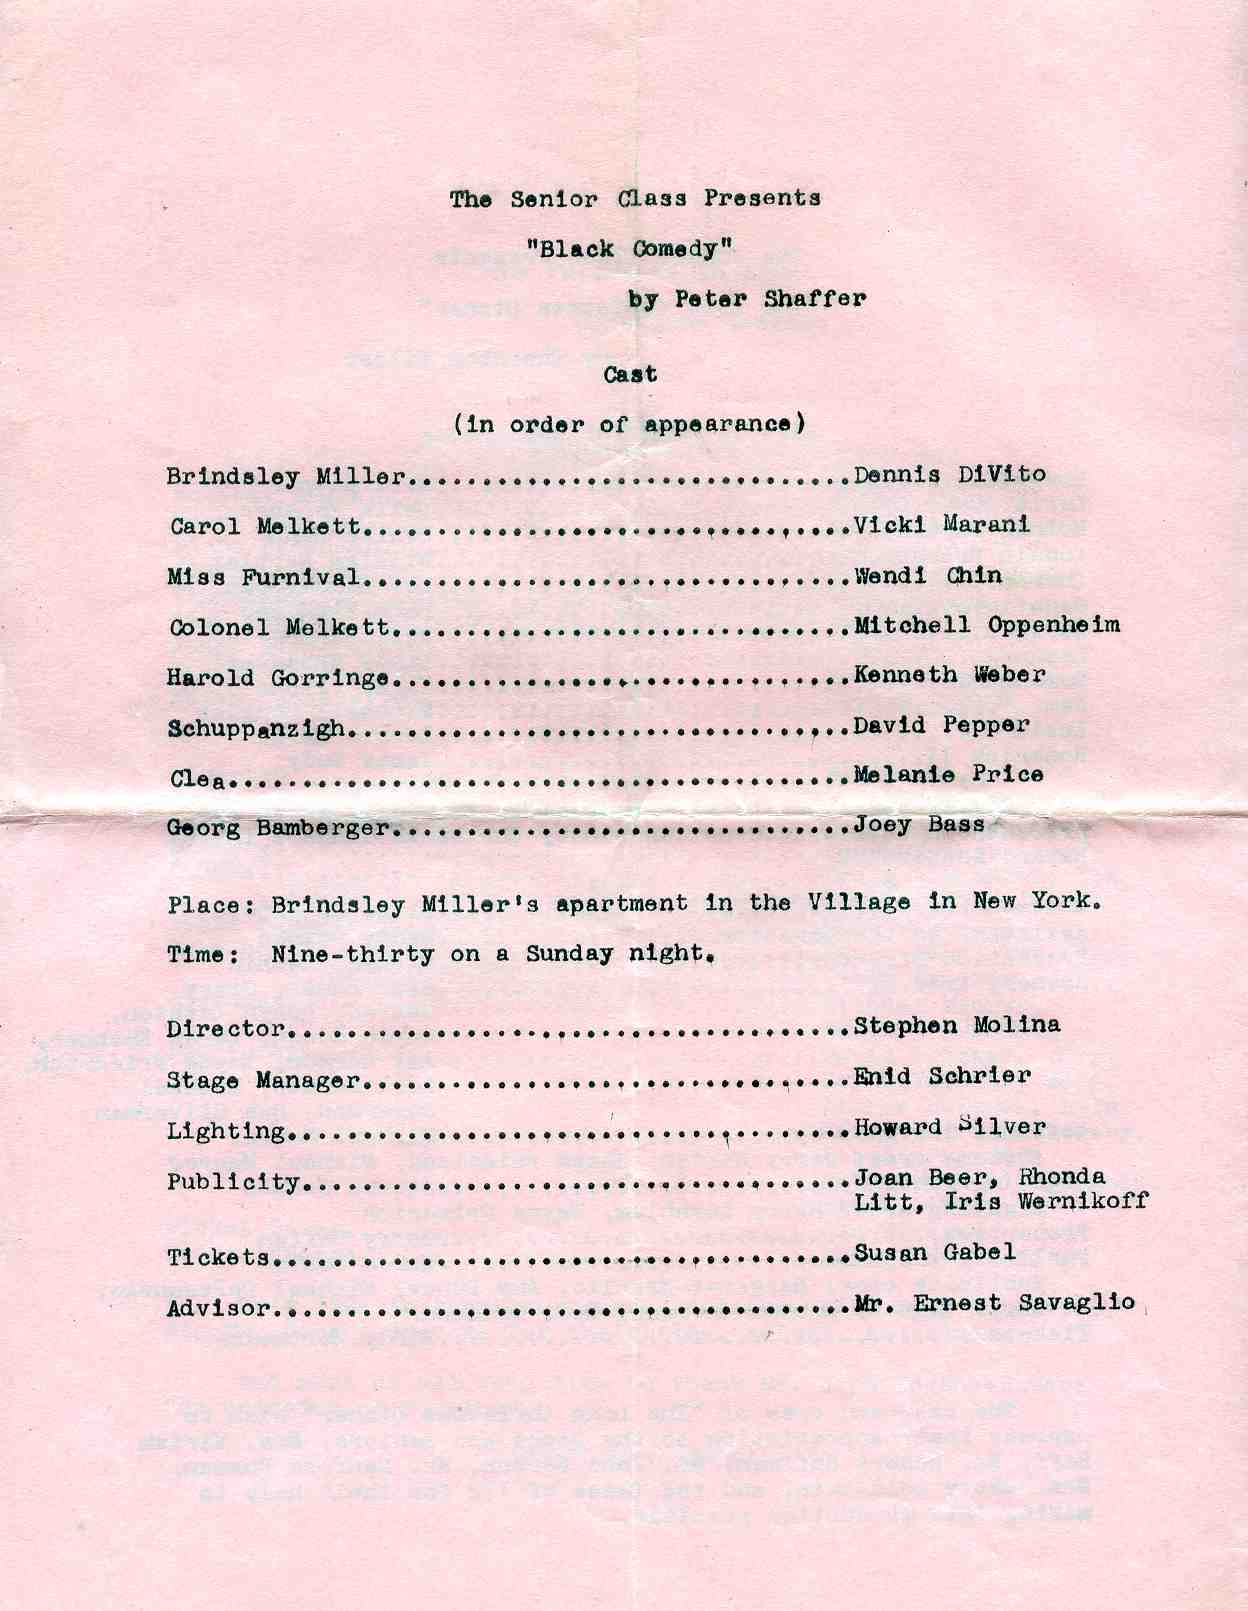 The Senior Class Presents
"Black Comedy"
by Peter Shaffer
Cast
(in order of appearance)
Brindsley Miller..............................Dennis DiVito
Carol Melkett.................................Vicki Marani
Miss Furnival.................................Wendi Chin
Colonel Melkett...............................Mitchell Oppenheim
Harold Gorringe...............................Kenneth Weber
Schuppanzigh..................................David Pepper
Clea..........................................Melanie Price
Georg Bamberger...............................Joey Bass
Place: Brindsley Miller's apartment in the Village in New York.
Time: Nine-thirty on a Sunday night.
Director......................................Stephen Molina
Stage Manager.................................Enid Schrier
Lighting......................................Howard Silver
Publicity.....................................Joan Beer, Rhonda
Litt, Iris Wernikoff
Tickets.......................................Susan Gabel
Advisor.......................................Mr. Ernest Savaglio